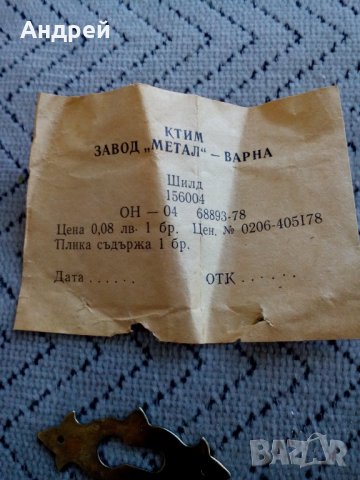 Андрей
КТИМ
ЗАВОД „МЕТАЛ“ – ВАРНА
Шилд
156004
ОН — 04 68893-78
Цена 0,08 лв. 1 бр. Цен. № 0206-405178
Плика съдържа 1 бр.
Дата . . . . . . ОТК . . . . . .
BAZAR